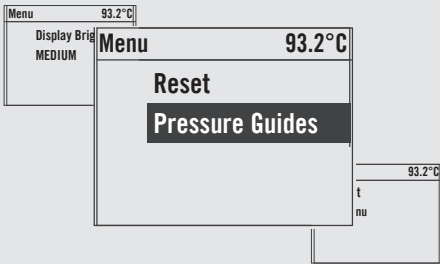 Menu 93.2°C
Display Brig
MEDIUM
Menu 93.2°C
Reset
Pressure Guides
93.2°C
t
nu